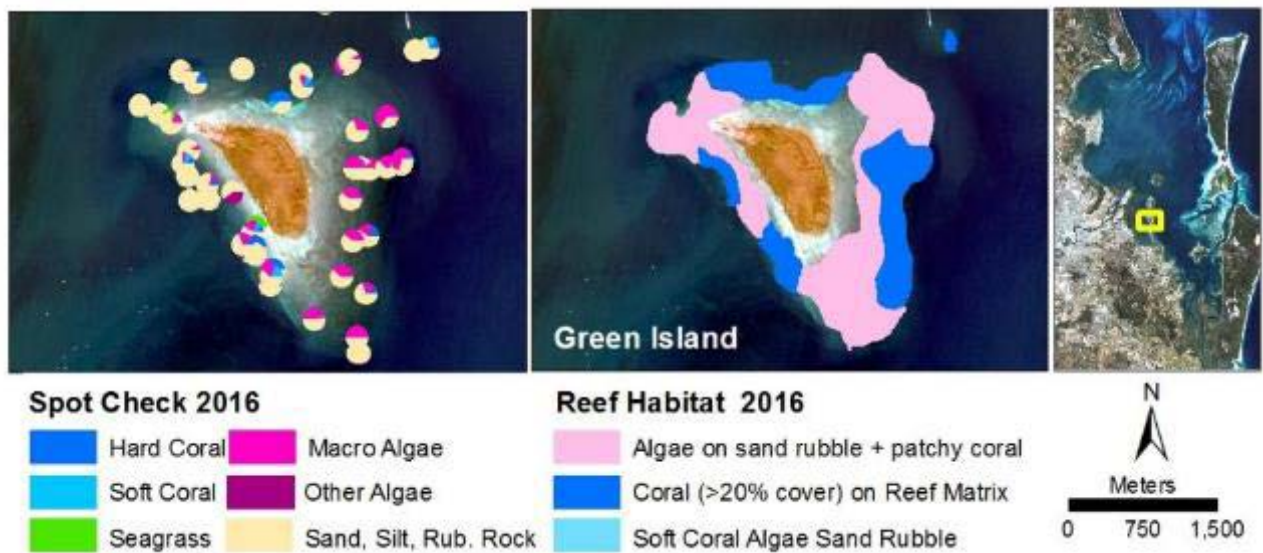 Green Island
Spot Check 2016
Hard Coral
Macro Algae
Soft Coral
Other Algae
Seagrass
Sand, Silt, Rub. Rock
Reef Habitat 2016
Algae on sand rubble + patchy coral
Coral (>20% cover) on Reef Matrix
Soft Coral Algae Sand Rubble
N
Meters
0 750 1,500